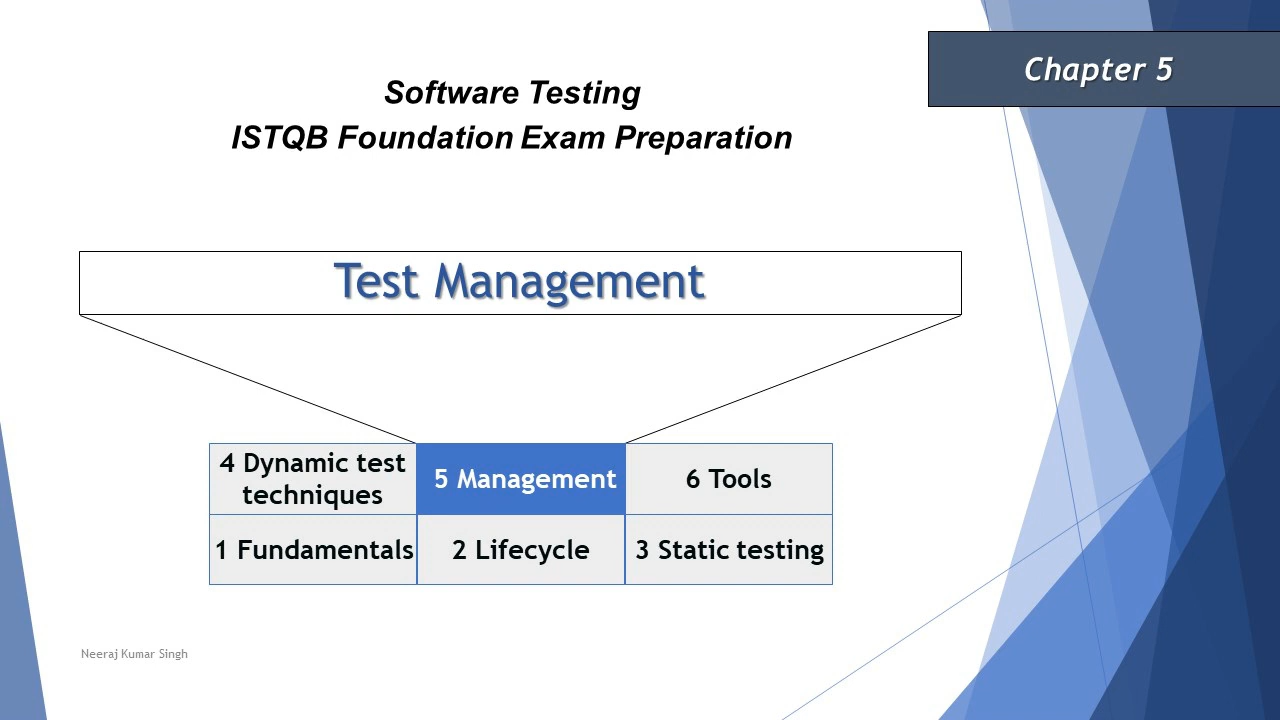 Chapter 5
Software Testing
ISTQB Foundation Exam Preparation
Test Management
4 Dynamic test
techniques
5 Management
6 Tools
1 Fundamentals
2 Lifecycle
3 Static testing
Neeraj Kumar Singh